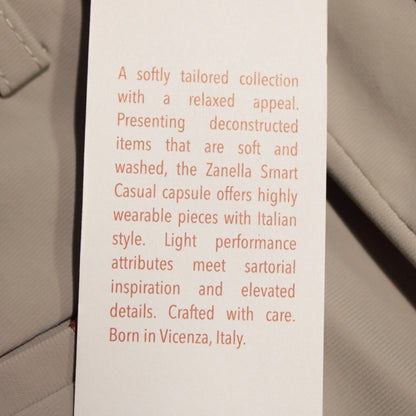 A softly tailored collection
with a relaxed appeal.
Presenting deconstructed
items that are soft and
washed, the Zanella Smart
Casual capsule offers highly
wearable pieces with Italian
style. Light performance
attributes meet sartorial
inspiration and elevated
details. Crafted with care.
Born in Vicenza, Italy.